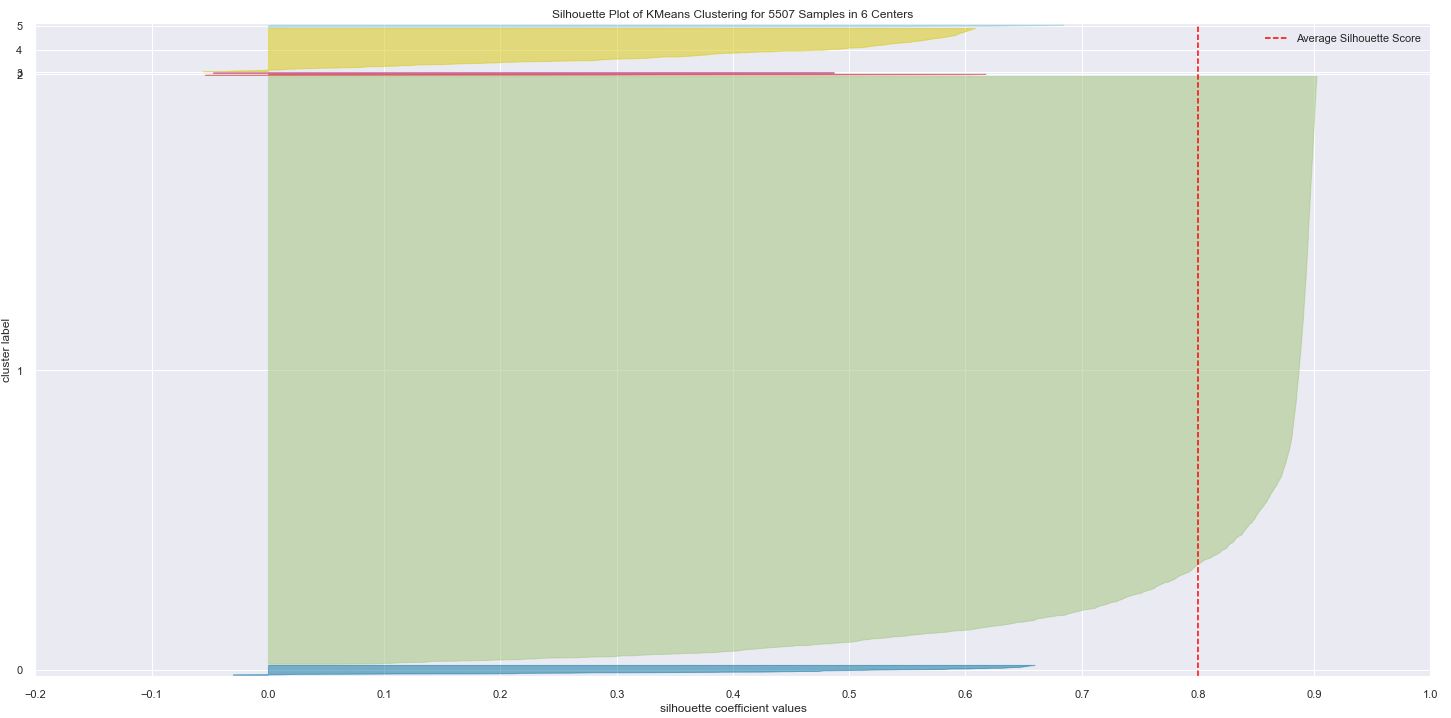 Silhouette Plot of KMeans Clustering for 5507 Samples in 6 Centers
Average Silhouette Score
5
4
3
2
1
0
cluster label
−0.2 −0.1 0.0 0.1 0.2 0.3 0.4 0.5 0.6 0.7 0.8 0.9 1.0
silhouette coefficient values